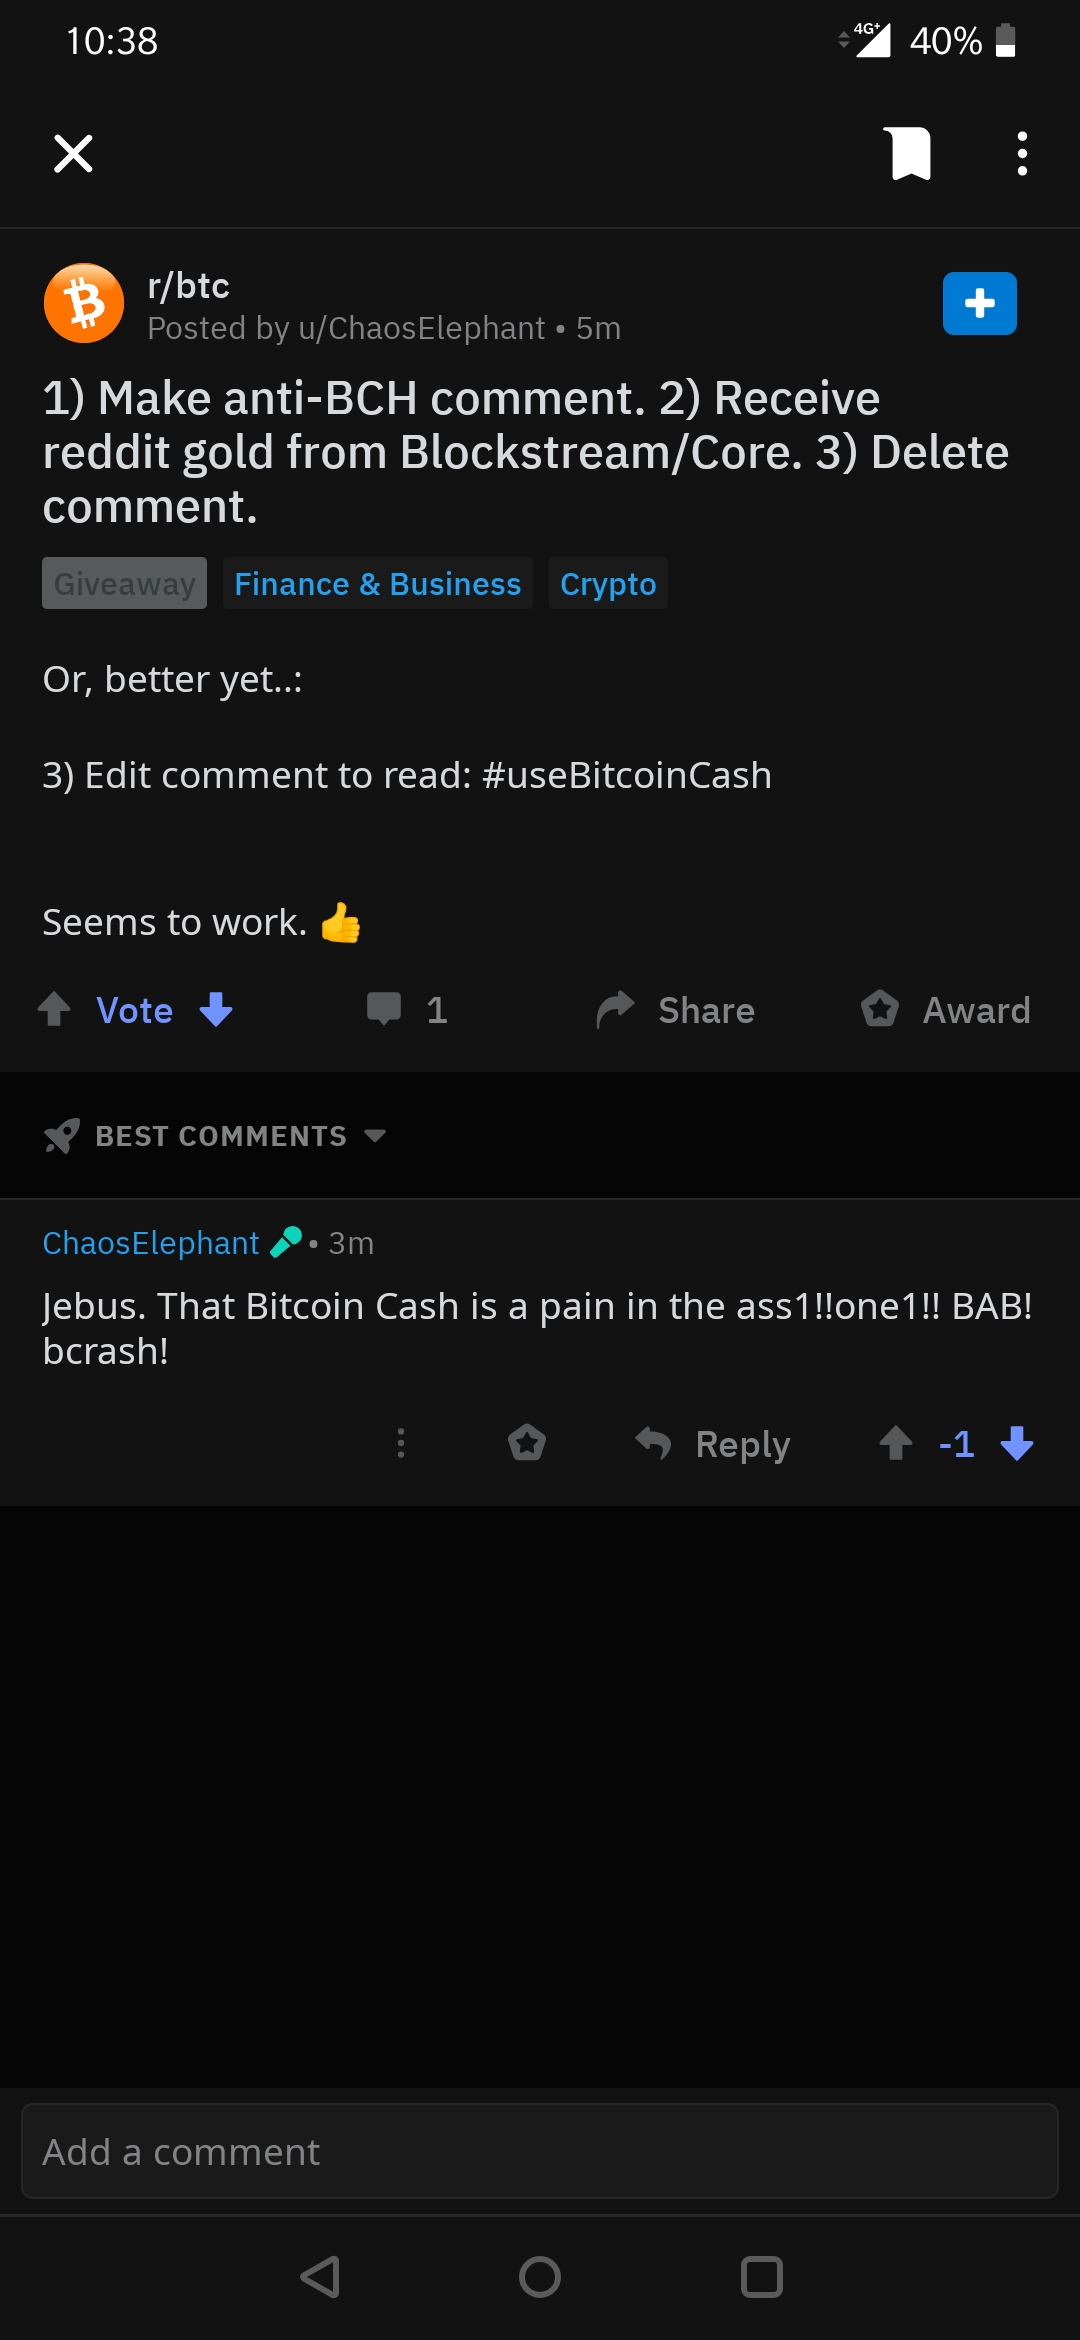 10:38
4G+ 40%
r/btc
Posted by u/ChaosElephant • 5m
1) Make anti-BCH comment. 2) Receive
reddit gold from Blockstream/Core. 3) Delete
comment.
Giveaway Finance & Business Crypto
Or, better yet..:
3) Edit comment to read: #useBitcoinCash
Seems to work. 👍
Vote 1 Share Award
BEST COMMENTS
ChaosElephant • 3m
Jebus. That Bitcoin Cash is a pain in the ass1!!one1!! BAB!
bcrash!
Reply -1
Add a comment